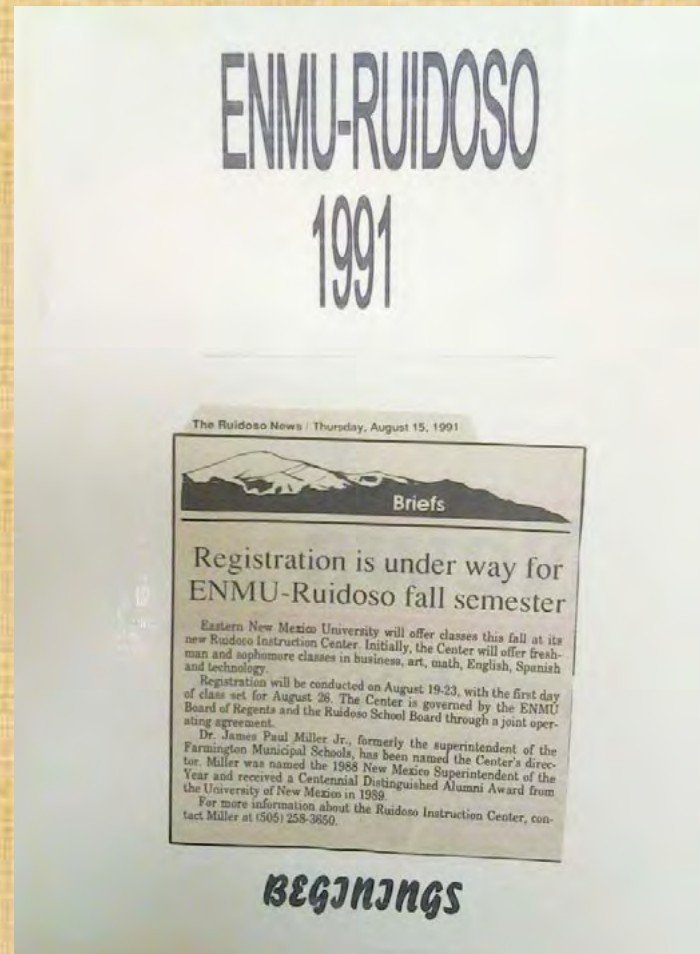 ENMU-RUIDOSO
1991
The Ruidoso News / Thursday, August 15, 1991
Briefs
Registration is under way for
ENMU-Ruidoso fall semester
Eastern New Mexico University will offer classes this fall at its
new Ruidoso Instruction Center. Initially, the Center will offer fresh-
man and sophomore classes in business, art, math, English, Spanish
and technology.
Registration will be conducted on August 19-23, with the first day
of class set for August 26. The Center is governed by the ENMU
Board of Regents and the Ruidoso School Board through a joint oper-
ating agreement.
Dr. James Paul Miller Jr., formerly the superintendent of the
Farmington Municipal Schools, has been named the Center's direc-
tor. Miller was named the 1988 New Mexico Superintendent of the
Year and received a Centennial Distinguished Alumni Award from
the University of New Mexico in 1989.
For more information about the Ruidoso Instruction Center, con-
tact Miller at (505) 258-3650.
BEGININGS